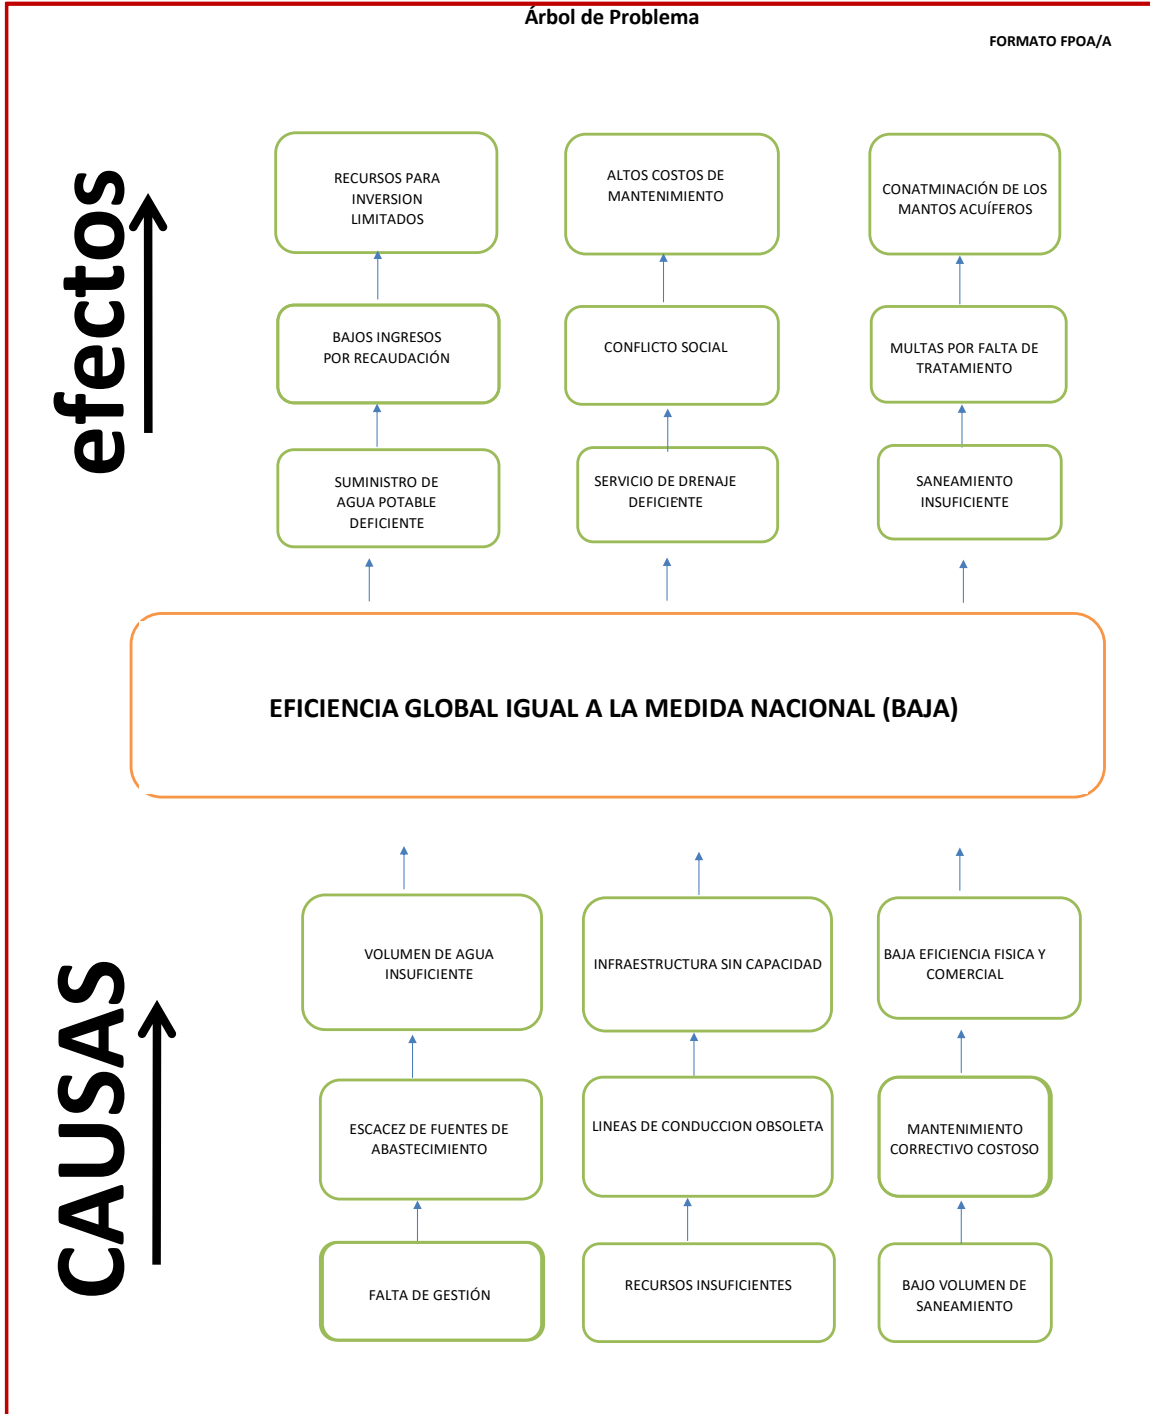 Árbol de Problema
FORMATO FPOA/A
efectos
RECURSOS PARA
INVERSION
LIMITADOS
ALTOS COSTOS DE
MANTENIMIENTO
CONATMINACIÓN DE LOS
MANTOS ACUÍFEROS
BAJOS INGRESOS
POR RECAUDACIÓN
CONFLICTO SOCIAL
MULTAS POR FALTA DE
TRATAMIENTO
SUMINISTRO DE
AGUA POTABLE
DEFICIENTE
SERVICIO DE DRENAJE
DEFICIENTE
SANEAMIENTO
INSUFICIENTE
EFICIENCIA GLOBAL IGUAL A LA MEDIDA NACIONAL (BAJA)
CAUSAS
VOLUMEN DE AGUA
INSUFICIENTE
INFRAESTRUCTURA SIN CAPACIDAD
BAJA EFICIENCIA FISICA Y
COMERCIAL
ESCACEZ DE FUENTES DE
ABASTECIMIENTO
LINEAS DE CONDUCCION OBSOLETA
MANTENIMIENTO
CORRECTIVO COSTOSO
FALTA DE GESTIÓN
RECURSOS INSUFICIENTES
BAJO VOLUMEN DE
SANEAMIENTO